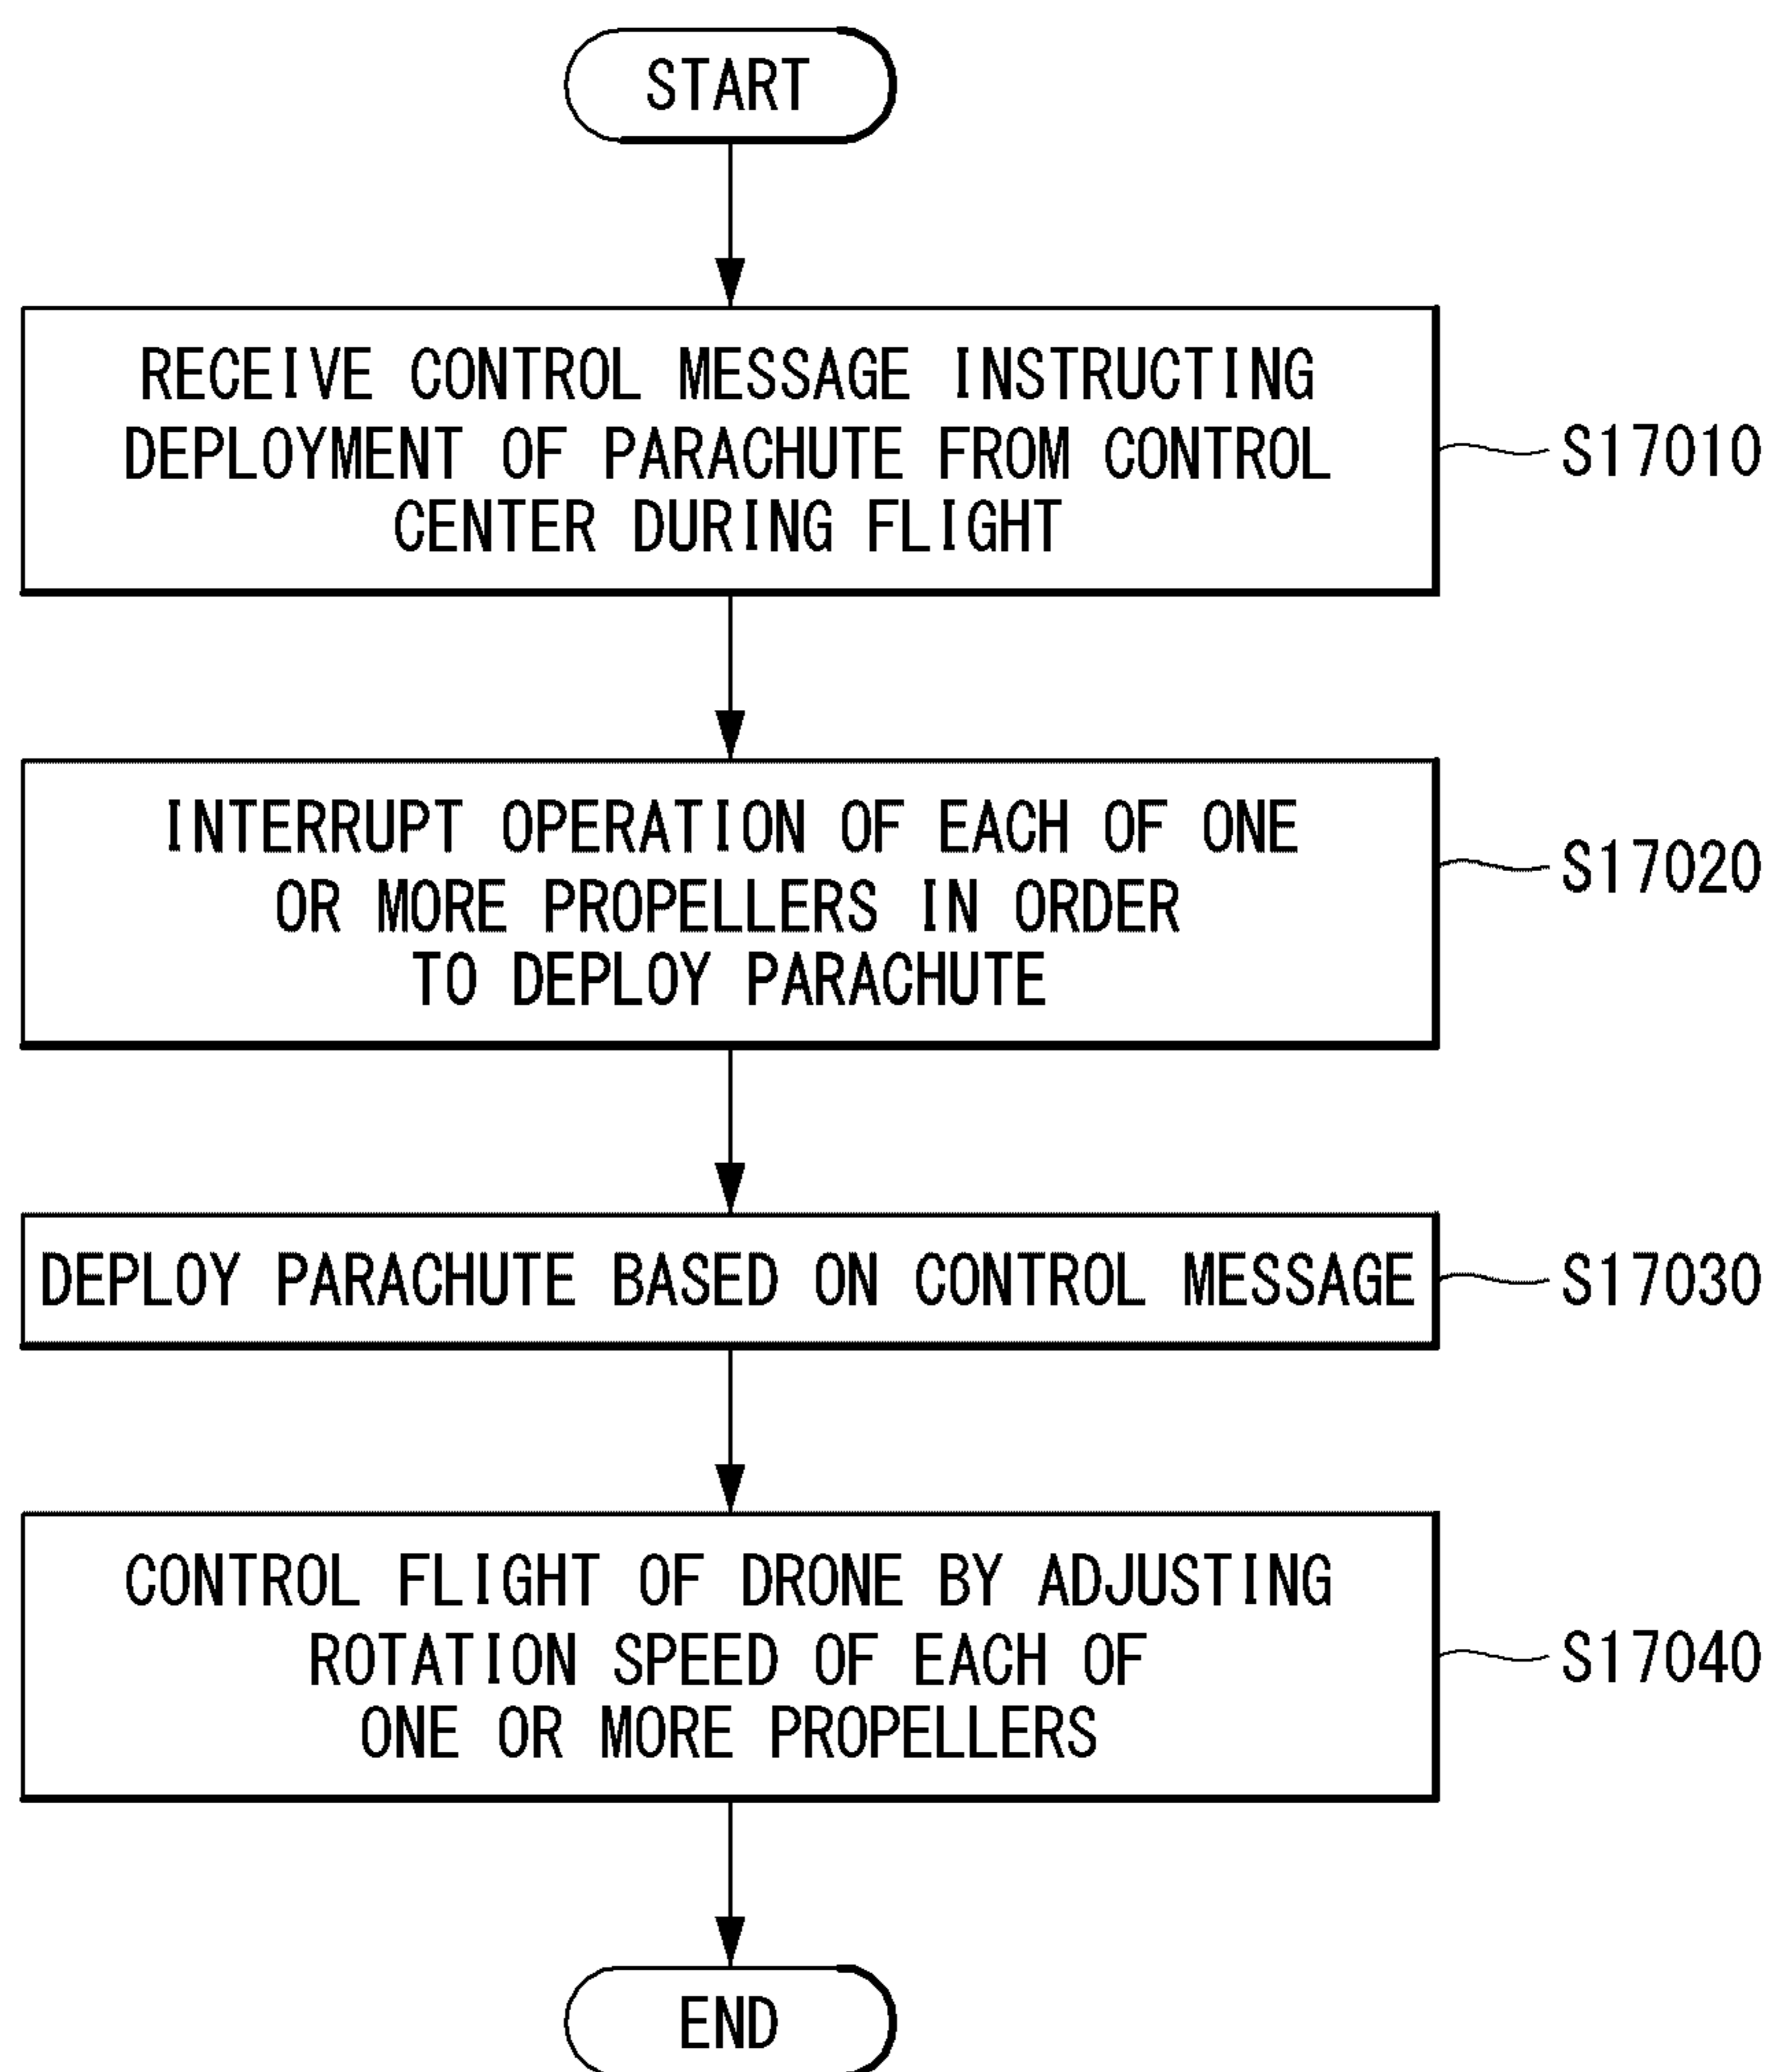 START
RECEIVE CONTROL MESSAGE INSTRUCTING
DEPLOYMENT OF PARACHUTE FROM CONTROL
CENTER DURING FLIGHT
S17010
INTERRUPT OPERATION OF EACH OF ONE
OR MORE PROPELLERS IN ORDER
TO DEPLOY PARACHUTE
S17020
DEPLOY PARACHUTE BASED ON CONTROL MESSAGE
S17030
CONTROL FLIGHT OF DRONE BY ADJUSTING
ROTATION SPEED OF EACH OF
ONE OR MORE PROPELLERS
S17040
END